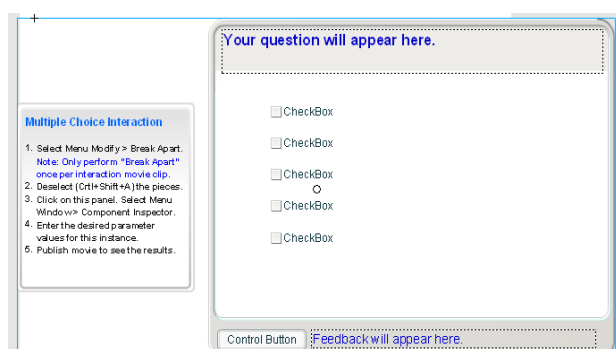 Your question will appear here.
Multiple Choice Interaction
1. Select Menu Modify > Break Apart.
Note: Only perform "Break Apart"
once per interaction movie clip.
2. Deselect (Crtl+Shift+A) the pieces.
3. Click on this panel. Select Menu
Window> Component Inspector.
4. Enter the desired parameter
values for this instance.
5. Publish movie to see the results.
CheckBox
CheckBox
CheckBox
CheckBox
CheckBox
Control Button
Feedback will appear here.